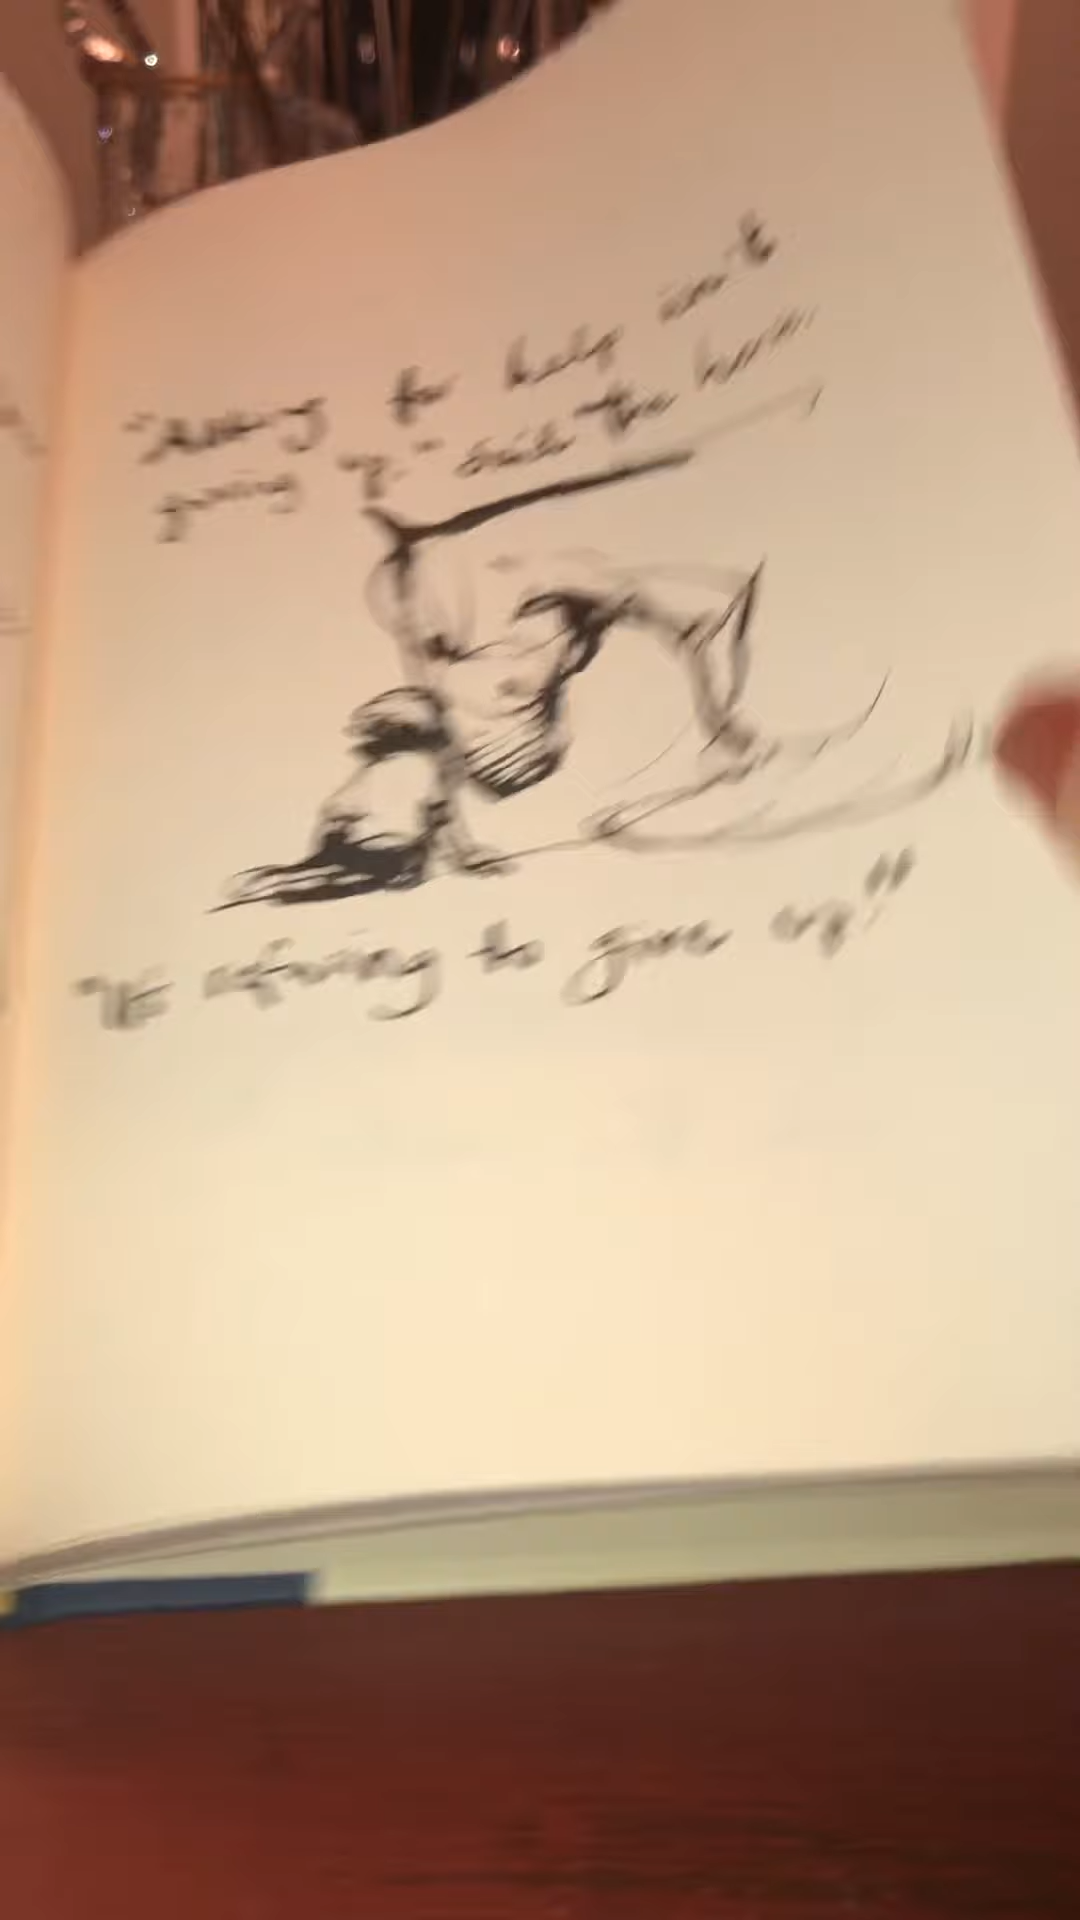 "Asking for help isn't
giving up." said the horse.
"It's refusing to give up."